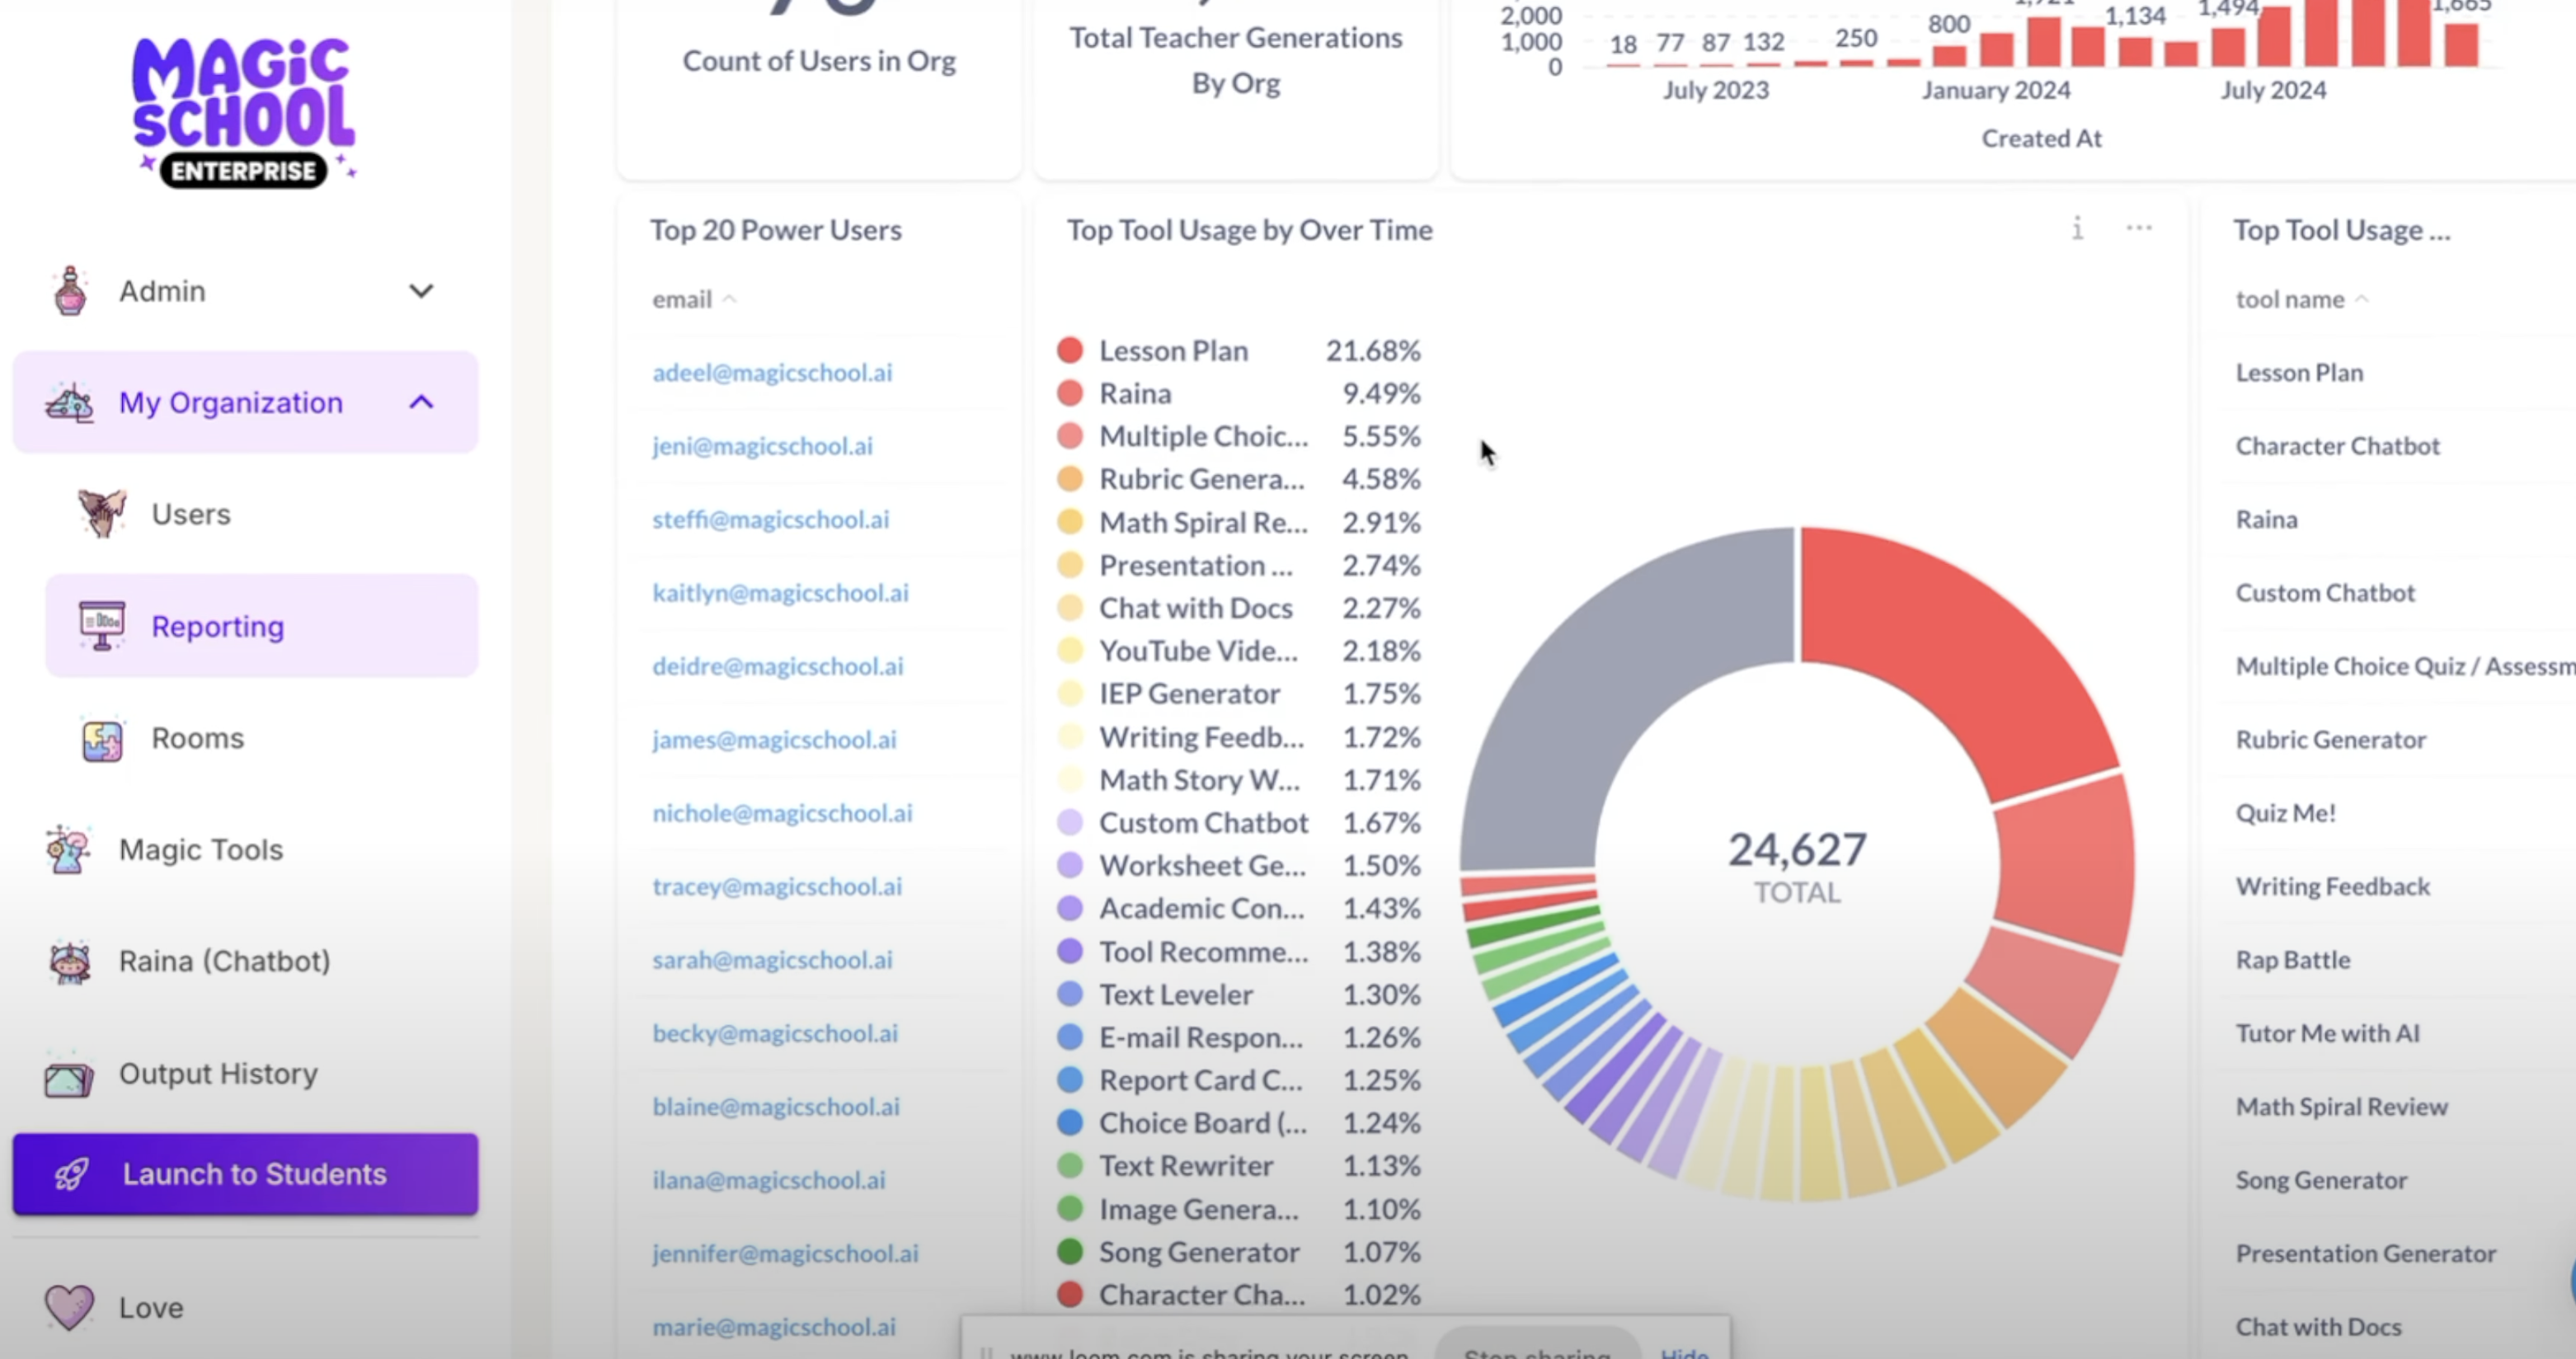 MAGIC
SCHOOL
ENTERPRISE
Admin
My Organization
Users
Reporting
Rooms
Magic Tools
Raina (Chatbot)
Output History
Launch to Students
Love
Count of Users in Org
Total Teacher Generations
By Org
2,000
1,000
0
18
77
87
132
250
800
1,134
1,494
July 2023
January 2024
July 2024
Created At
Top 20 Power Users
email
adeel@magicschool.ai
jeni@magicschool.ai
steffi@magicschool.ai
kaitlyn@magicschool.ai
deidre@magicschool.ai
james@magicschool.ai
nichole@magicschool.ai
tracey@magicschool.ai
sarah@magicschool.ai
becky@magicschool.ai
blaine@magicschool.ai
ilana@magicschool.ai
jennifer@magicschool.ai
marie@magicschool.ai
Top Tool Usage by Over Time
i ...
Lesson Plan 21.68%
Raina 9.49%
Multiple Choic... 5.55%
Rubric Genera... 4.58%
Math Spiral Re... 2.91%
Presentation ... 2.74%
Chat with Docs 2.27%
YouTube Vide... 2.18%
IEP Generator 1.75%
Writing Feedb... 1.72%
Math Story W... 1.71%
Custom Chatbot 1.67%
Worksheet Ge... 1.50%
Academic Con... 1.43%
Tool Recomme... 1.38%
Text Leveler 1.30%
E-mail Respon... 1.26%
Report Card C... 1.25%
Choice Board (... 1.24%
Text Rewriter 1.13%
Image Genera... 1.10%
Song Generator 1.07%
Character Cha... 1.02%
24,627
TOTAL
Top Tool Usage ...
tool name
Lesson Plan
Character Chatbot
Raina
Custom Chatbot
Multiple Choice Quiz / Assessm
Rubric Generator
Quiz Me!
Writing Feedback
Rap Battle
Tutor Me with AI
Math Spiral Review
Song Generator
Presentation Generator
Chat with Docs
www.loom.com is sharing your screen.
Stop sharing
Hide